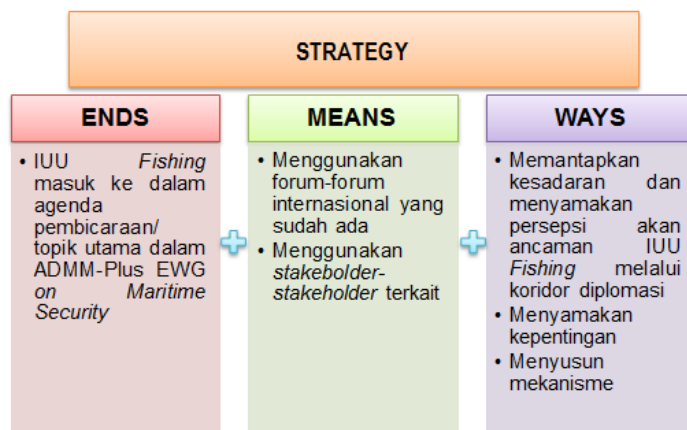 STRATEGY
ENDS
• IUU Fishing
masuk ke dalam
agenda
pembicaraan/
topik utama dalam
ADMM-Plus EWG
on Maritime
Security
MEANS
• Menggunakan
forum-forum
internasional yang
sudah ada
• Menggunakan
stakebolder-
stakeholder terkait
WAYS
• Memantapkan
kesadaran dan
menyamakan
persepsi akan
ancaman IUU
Fishing melalui
koridor diplomasi
• Menyamakan
kepentingan
• Menyusun
mekanisme